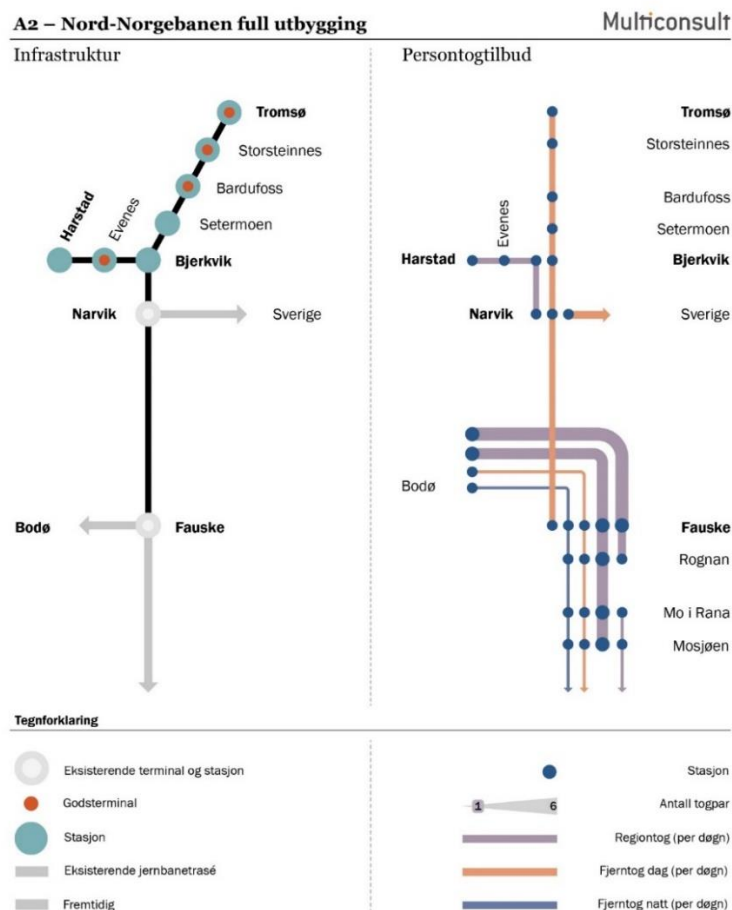 A2 – Nord-Norgebanen full utbygging
Multiconsult
Infrastruktur
Tromsø
Storsteinnes
Bardufoss
Setermoen
Harstad
Evenes
Bjerkvik
Narvik
Sverige
Bodø
Fauske
Persontogtilbud
Tromsø
Storsteinnes
Bardufoss
Setermoen
Evenes
Harstad
Bjerkvik
Narvik
Sverige
Bodø
Fauske
Rognan
Mo i Rana
Mosjøen
Tegnforklaring
Eksisterende terminal og stasjon
Godsterminal
Stasjon
Eksisterende jernbanetrasé
Fremtidig
Stasjon
1 6 Antall togpar
Regiontog (per døgn)
Fjerntog dag (per døgn)
Fjerntog natt (per døgn)